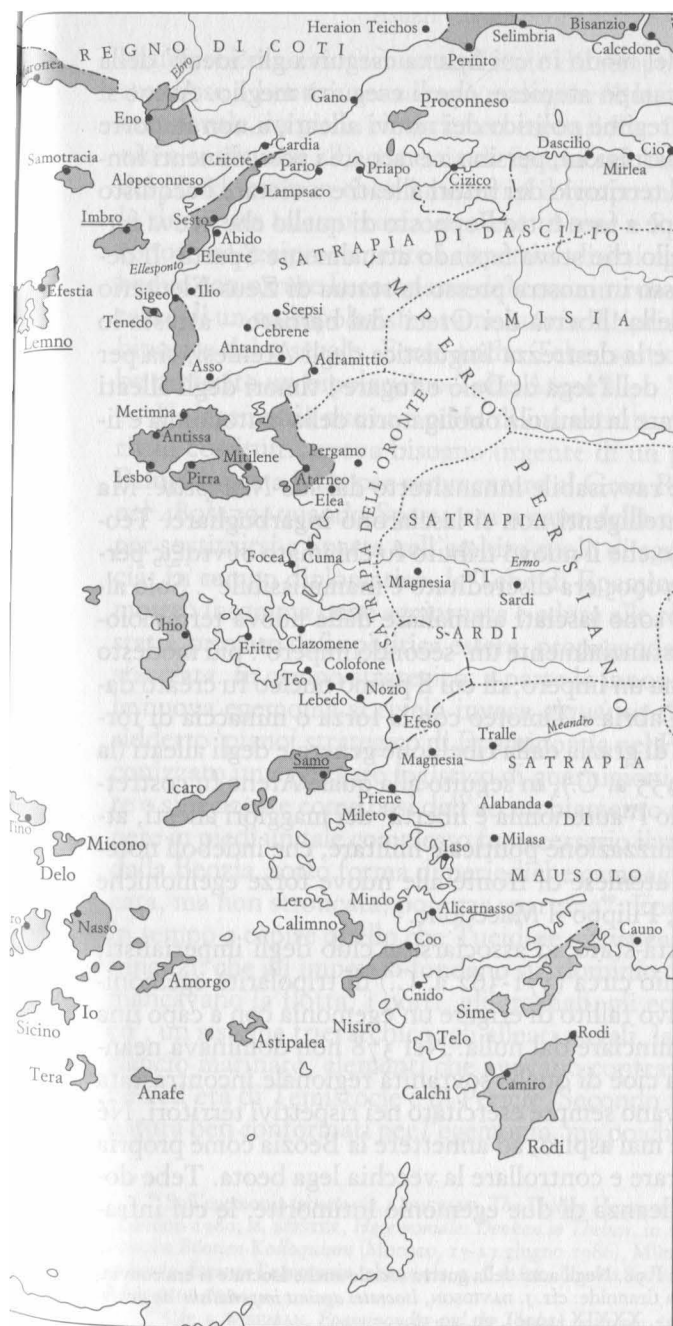 Heraion Teichos
Bisanzio
Selimbria
Calcedone
Perinto
REGNO DI COTI
Ebro
Gano
Proconneso
Eno
Cardia
Dascilio
Ciò
Samotracia
Critote
Pario
Priapo
Mirlea
Alopeconneso
Lampsaco
Cizico
Imbro
Sesto
Abido
SATRAPIA DI DASCILIO
Eleunte
Ellesponto
Efestia
Sigeo
Ilio
IMPERO PERSIANO
MISIA
Tenedo
Scepsi
Lemno
Cebrene
Antandro
Asso
Adramittio
Metimna
Antissa
Mitilene
Pergamo
Lesbo
Pirra
Atarneo
Elea
SATRAPIA ELLESPONTE
SATRAPIA
Focea
Cuma
Magnesia
DI
Ermo
Sardi
Chio
Eritre
Clazomene
SARDI
Colofone
Teo
Lebedo
Nozio
Efeso
Meandro
Tralle
Samo
Magnesia
SATRAPIA
Icaro
Priene
Mileto
Alabanda
DI
Tino
Micono
Milasa
Delo
Iaso
MAUSOLO
Lero
Mindo
Nasso
Calimno
Alicarnasso
Coo
Cauno
Amorgo
Cnido
Io
Sime
Sicino
Nisiro
Rodi
Astipalea
Telo
Tera
Anafe
Calchi
Camiro
Rodi